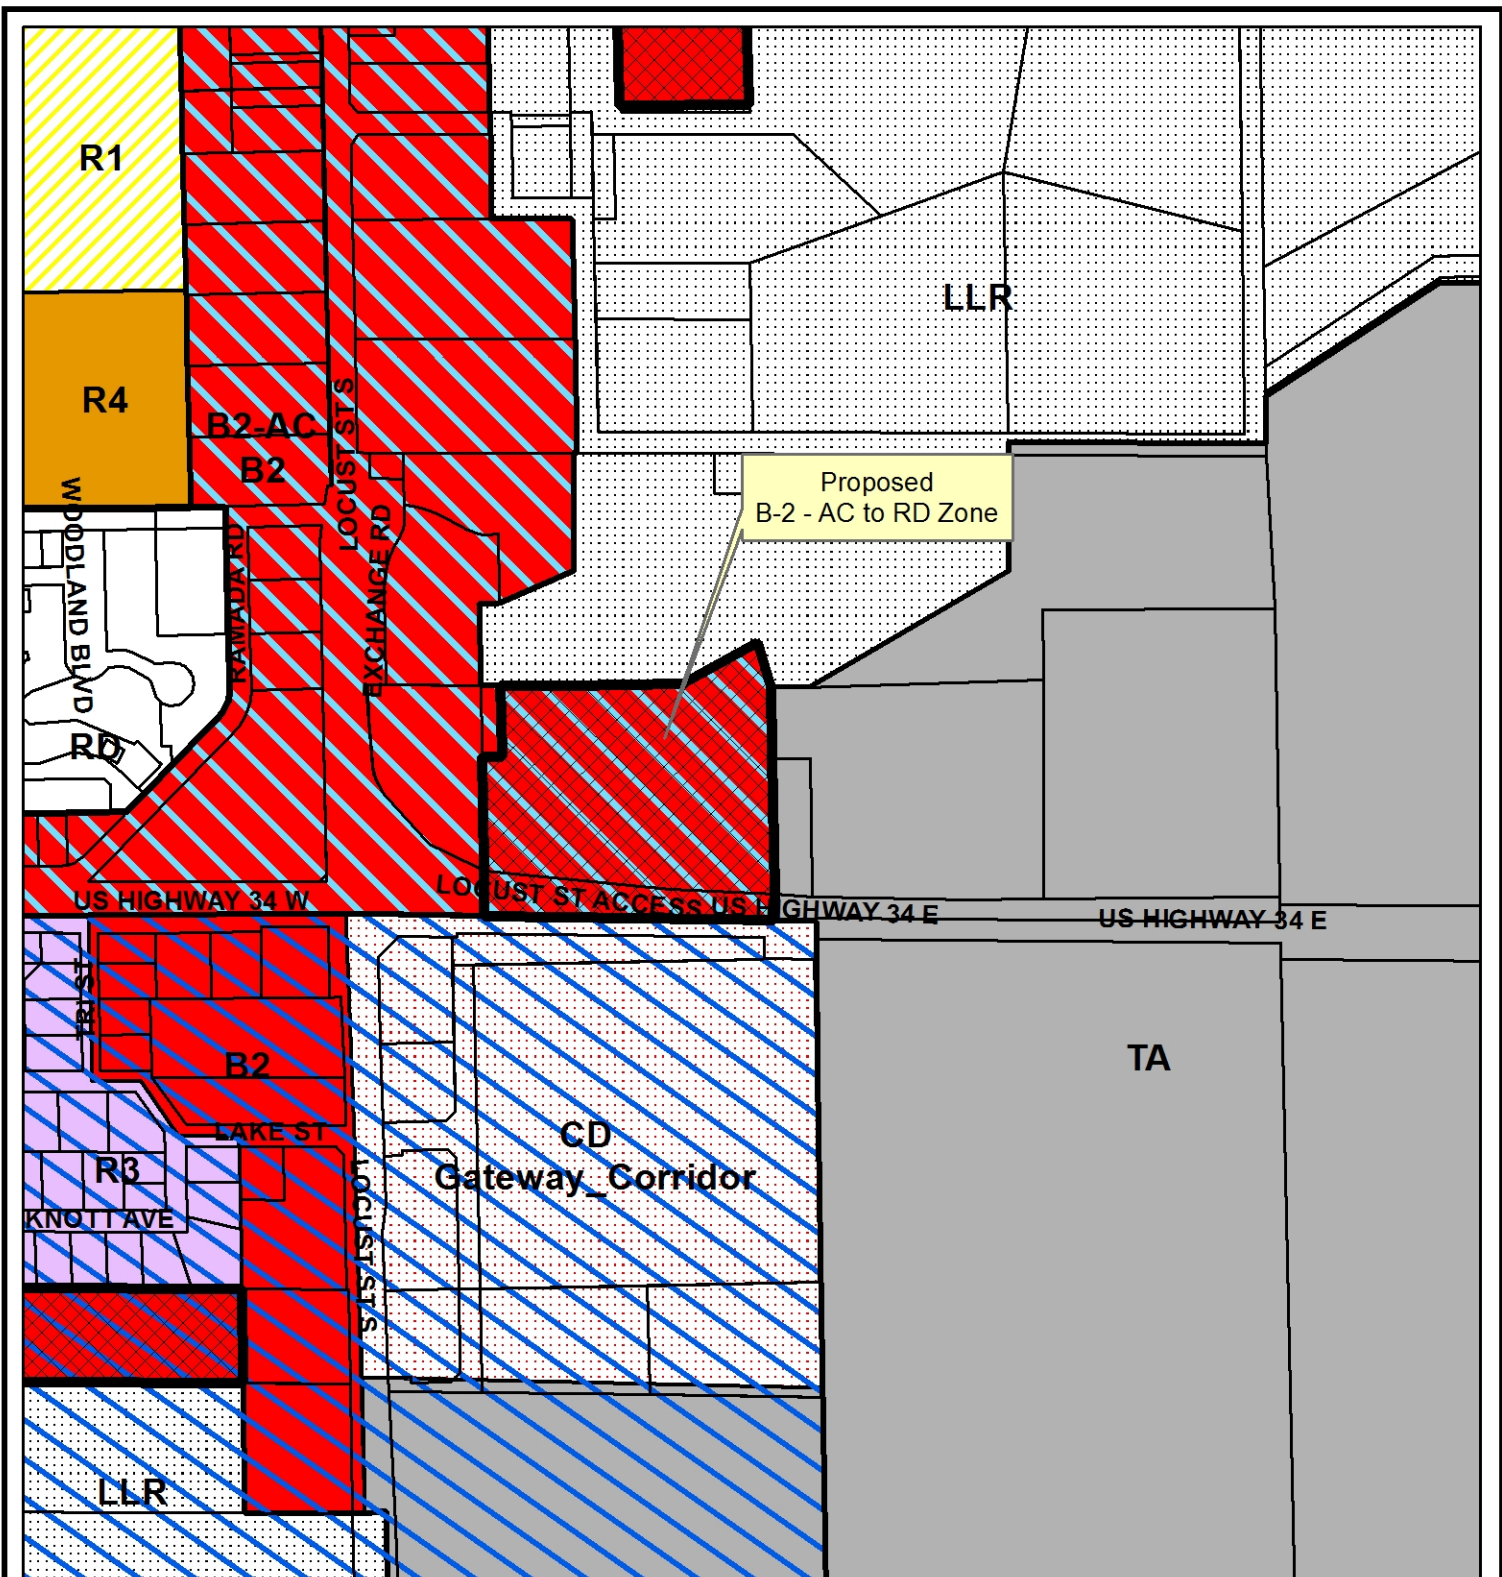 R1
LLR
R4
B2-AC
B2
LOCUST ST S
WOODLAND BLVD
Proposed
B-2 - AC to RD Zone
RAMADA RD
EXCHANGE RD
RD
US HIGHWAY 34 W
LOCUST ST ACCESS US HIGHWAY 34 E
US HIGHWAY 34 E
TRI ST
B2
TA
LAKE ST
CD
Gateway_Corridor
R3
KNOTT AVE
LOCUST ST S
LLR